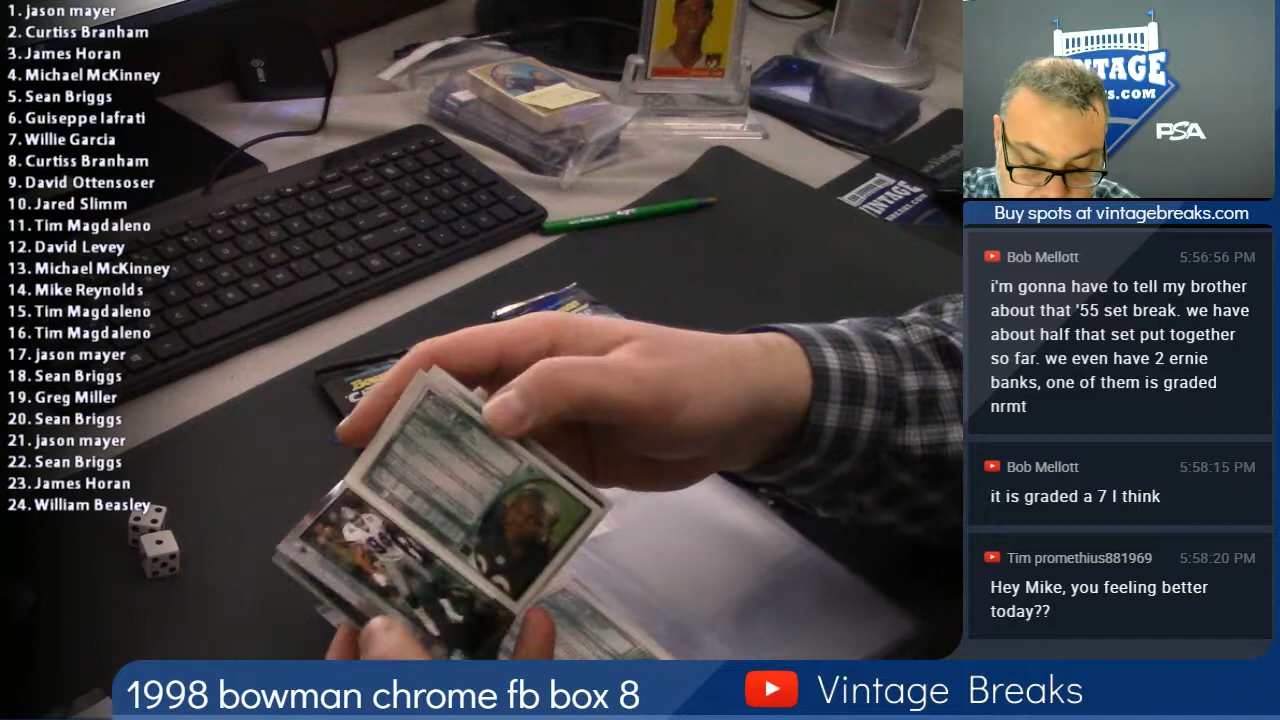 1. jason mayer
2. Curtiss Branham
3. James Horan
4. Michael McKinney
5. Sean Briggs
6. Guiseppe Iafrati
7. Willie Garcia
8. Curtiss Branham
9. David Ottensoser
10. Jared Slimm
11. Tim Magdaleno
12. David Levey
13. Michael McKinney
14. Mike Reynolds
15. Tim Magdaleno
16. Tim Magdaleno
17. jason mayer
18. Sean Briggs
19. Greg Miller
20. Sean Briggs
21. jason mayer
22. Sean Briggs
23. James Horan
24. William Beasley
VINTAGE
PSA
Buy spots at vintagebreaks.com
Bob Mellott 5:56:56 PM
i'm gonna have to tell my brother
about that '55 set break. we have
about half that set put together
so far. we even have 2 ernie
banks, one of them is graded
nrmt
Bob Mellott 5:58:15 PM
it is graded a 7 I think
Tim promethius881969 5:58:20 PM
Hey Mike, you feeling better
today??
1998 bowman chrome fb box 8
Vintage Breaks